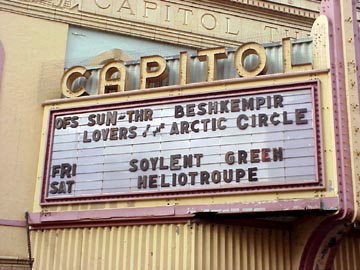 CAPITOL
CAPITOL
OFS SUN-THR BESHKEMPIR
LOVERS of the ARCTIC CIRCLE
FRI SOYLENT GREEN
SAT HELIOTROUPE